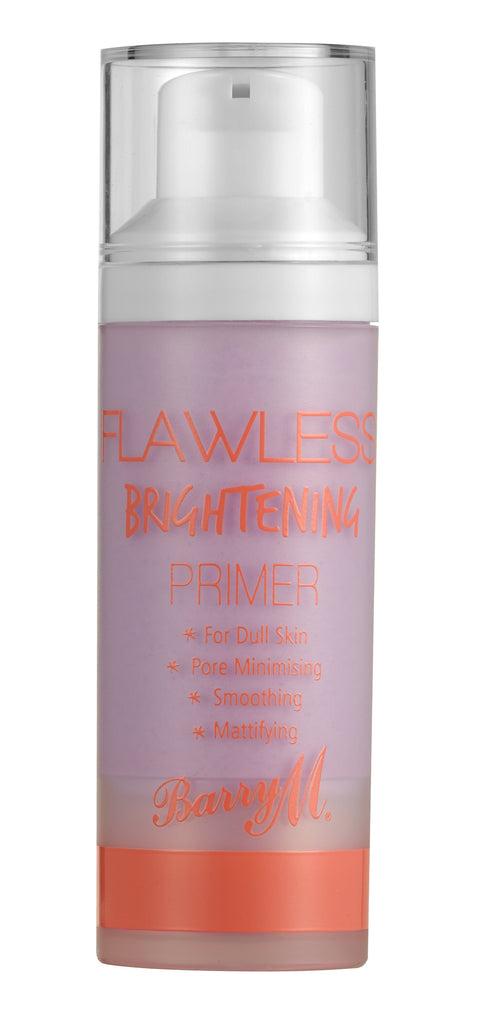 FLAWLESS
BRIGHTENING
PRIMER
* For Dull Skin
* Pore Minimising
* Smoothing
* Mattifying
Barry M.®